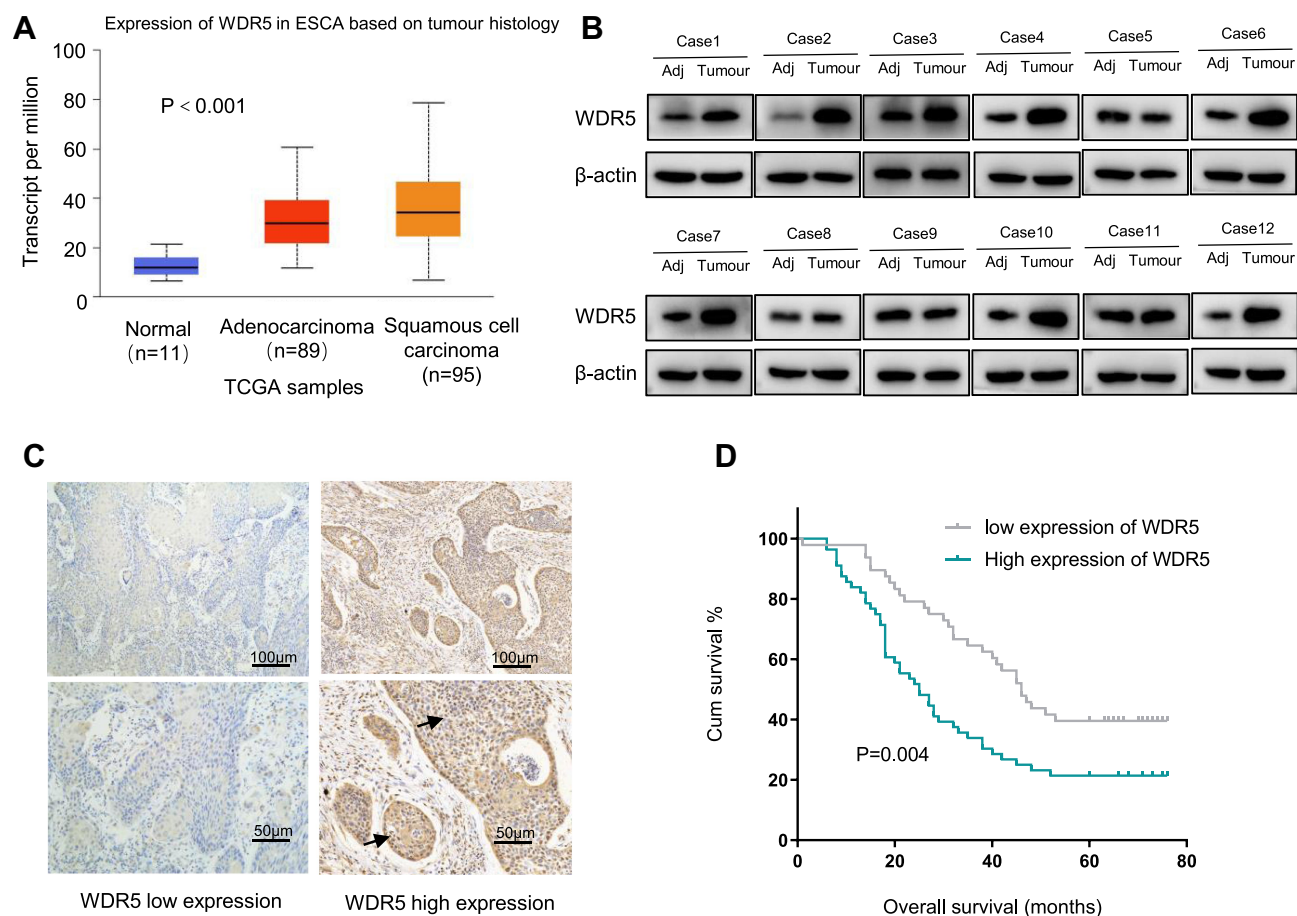 A
Expression of WDR5 in ESCA based on tumour histology
Transcript per million
100
80
60
40
20
0
P < 0.001
Normal
(n=11)
Adenocarcinoma
(n=89)
Squamous cell
carcinoma
(n=95)
TCGA samples
B
Case1 Case2 Case3 Case4 Case5 Case6
Adj Tumour Adj Tumour Adj Tumour Adj Tumour Adj Tumour Adj Tumour
WDR5
β-actin
Case7 Case8 Case9 Case10 Case11 Case12
Adj Tumour Adj Tumour Adj Tumour Adj Tumour Adj Tumour Adj Tumour
WDR5
β-actin
C
100μm
100μm
50μm
50μm
WDR5 low expression
WDR5 high expression
D
low expression of WDR5
High expression of WDR5
Cum survival %
100
80
60
40
20
0
P=0.004
0 20 40 60 80
Overall survival (months)